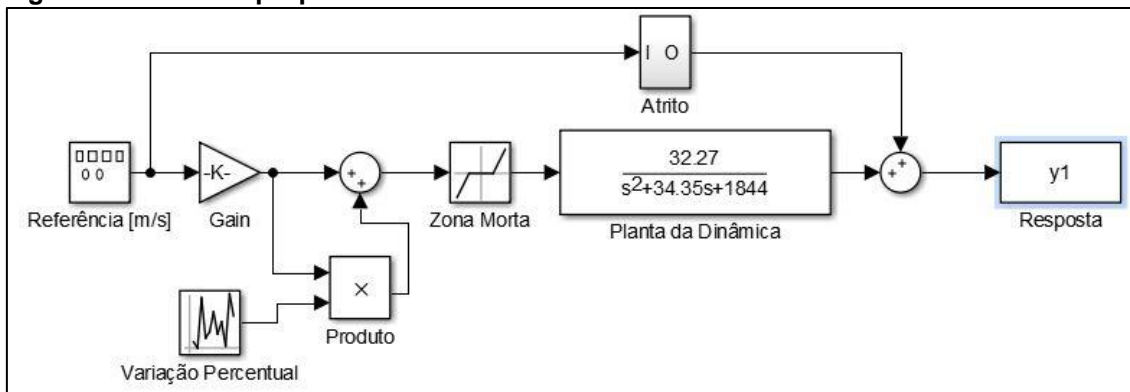 I O
Atrito
-K-
Referência [m/s]
Gain
+
+
Zona Morta
32.27
s²+34.35s+1844
Planta da Dinâmica
+
+
y1
Resposta
×
Produto
Variação Percentual